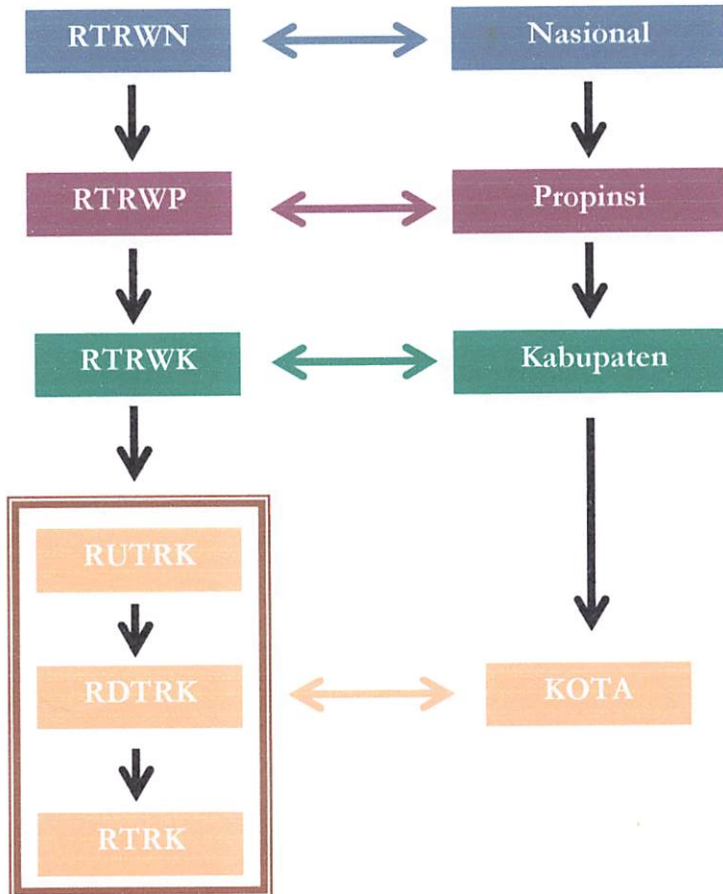 RTRWN
Nasional
RTRWP
Propinsi
RTRWK
Kabupaten
RUTRK
RDTRK
KOTA
RTRK